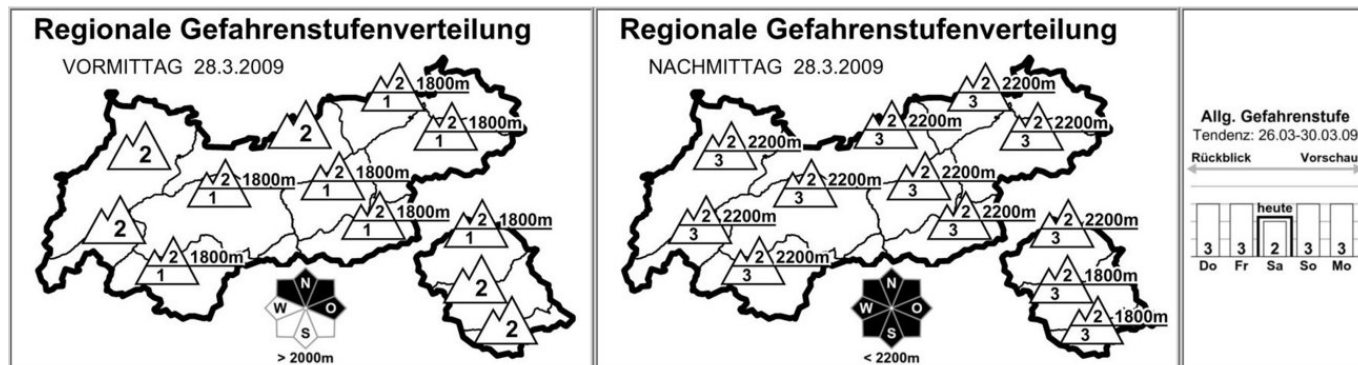 Regionale Gefahrenstufenverteilung
VORMITTAG 28.3.2009
2 1800m
1
2 1800m
1
2
2
2 1800m
1
2 1800m
1
2
2 1800m
1
2 1800m
1
2 1800m
1
2
2
N
W O
S
> 2000m
Regionale Gefahrenstufenverteilung
NACHMITTAG 28.3.2009
2 2200m
3
2 2200m
3
2 2200m
3
2 2200m
3
2 2200m
3
2 2200m
3
2 2200m
3
2 2200m
3
2 2200m
3
2 2200m
3
2 1800m
3
2 1800m
3
N
W O
S
< 2200m
Allg. Gefahrenstufe
Tendenz: 26.03-30.03.09
Rückblick Vorschau
heute
3 3 2 3 3
Do Fr Sa So Mo